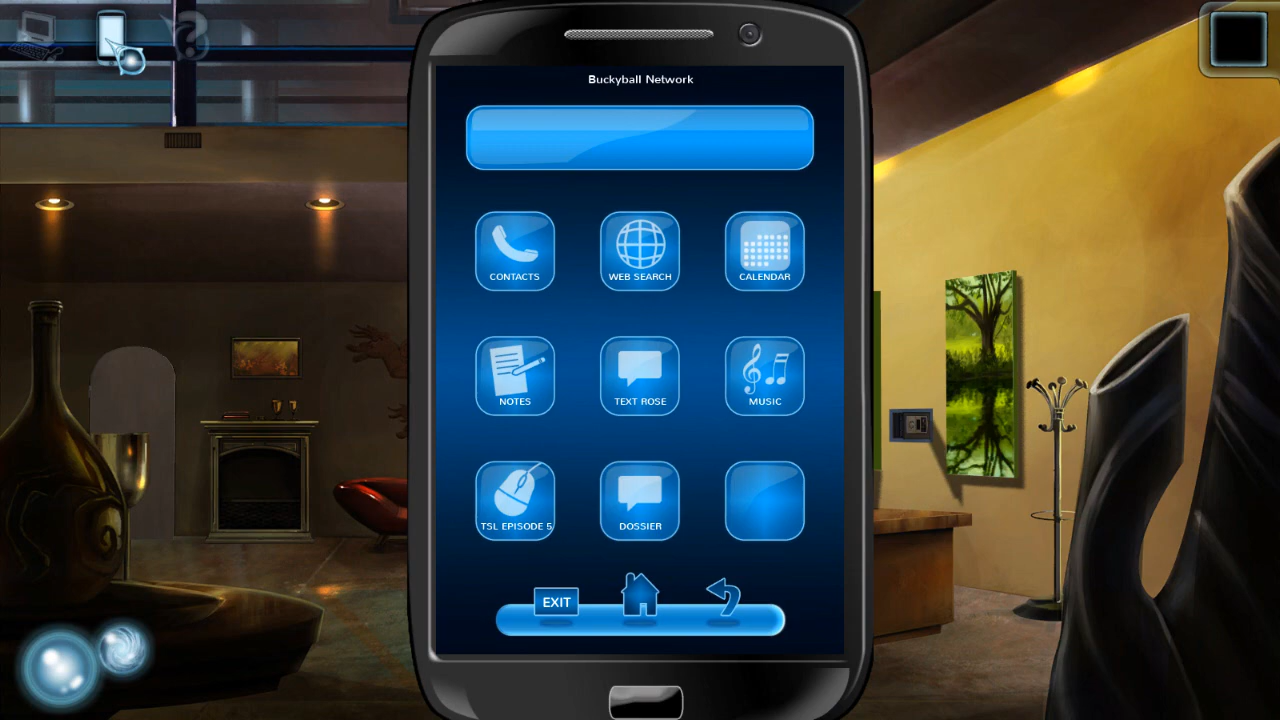 Buckyball Network
CONTACTS
WEB SEARCH
CALENDAR
NOTES
TEXT ROSE
MUSIC
TSL EPISODE 5
DOSSIER
EXIT